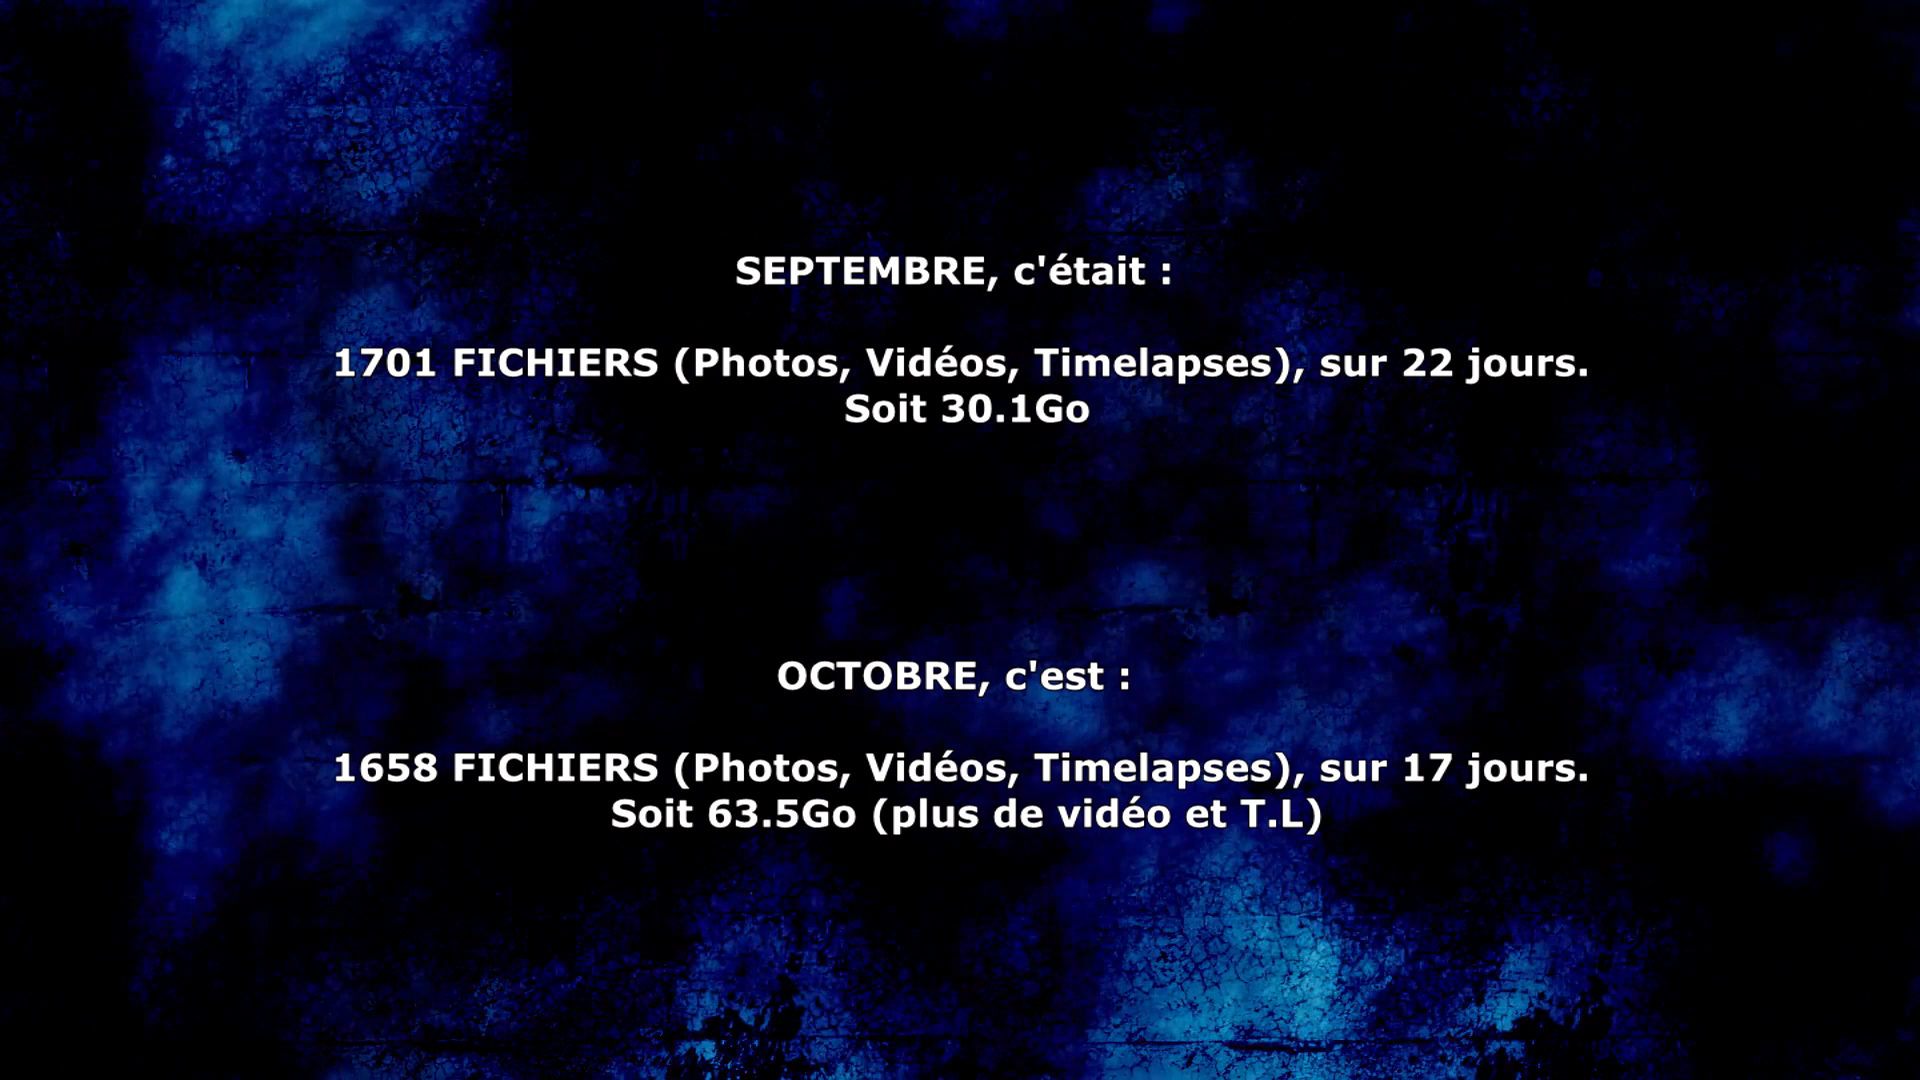 SEPTEMBRE, c'était :
1701 FICHIERS (Photos, Vidéos, Timelapses), sur 22 jours.
Soit 30.1Go
OCTOBRE, c'est :
1658 FICHIERS (Photos, Vidéos, Timelapses), sur 17 jours.
Soit 63.5Go (plus de vidéo et T.L)